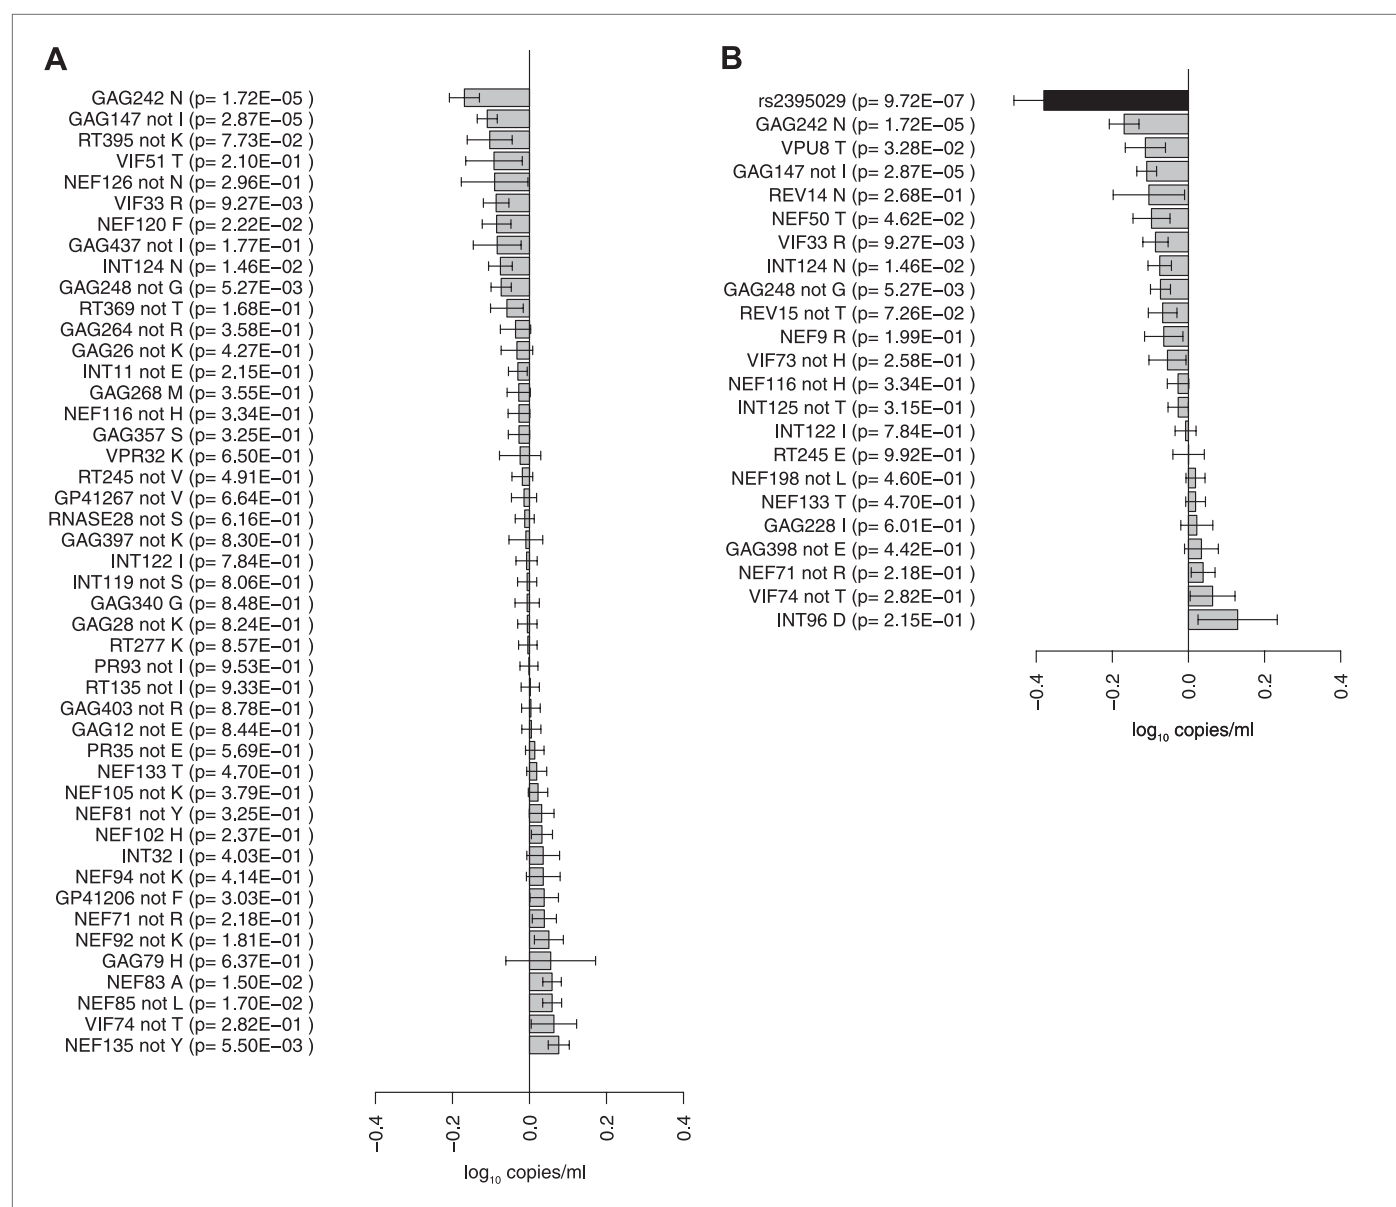 A
GAG242 N (p= 1.72E−05 )
GAG147 not I (p= 2.87E−05 )
RT395 not K (p= 7.73E−02 )
VIF51 T (p= 2.10E−01 )
NEF126 not N (p= 2.96E−01 )
VIF33 R (p= 9.27E−03 )
NEF120 F (p= 2.22E−02 )
GAG437 not I (p= 1.77E−01 )
INT124 N (p= 1.46E−02 )
GAG248 not G (p= 5.27E−03 )
RT369 not T (p= 1.68E−01 )
GAG264 not R (p= 3.58E−01 )
GAG26 not K (p= 4.27E−01 )
INT11 not E (p= 2.15E−01 )
GAG268 M (p= 3.55E−01 )
NEF116 not H (p= 3.34E−01 )
GAG357 S (p= 3.25E−01 )
VPR32 K (p= 6.50E−01 )
RT245 not V (p= 4.91E−01 )
GP41267 not V (p= 6.64E−01 )
RNASE28 not S (p= 6.16E−01 )
GAG397 not K (p= 8.30E−01 )
INT122 I (p= 7.84E−01 )
INT119 not S (p= 8.06E−01 )
GAG340 G (p= 8.48E−01 )
GAG28 not K (p= 8.24E−01 )
RT277 K (p= 8.57E−01 )
PR93 not I (p= 9.53E−01 )
RT135 not I (p= 9.33E−01 )
GAG403 not R (p= 8.78E−01 )
GAG12 not E (p= 8.44E−01 )
PR35 not E (p= 5.69E−01 )
NEF133 T (p= 4.70E−01 )
NEF105 not K (p= 3.79E−01 )
NEF81 not Y (p= 3.25E−01 )
NEF102 H (p= 2.37E−01 )
INT32 I (p= 4.03E−01 )
NEF94 not K (p= 4.14E−01 )
GP41206 not F (p= 3.03E−01 )
NEF71 not R (p= 2.18E−01 )
NEF92 not K (p= 1.81E−01 )
GAG79 H (p= 6.37E−01 )
NEF83 A (p= 1.50E−02 )
NEF85 not L (p= 1.70E−02 )
VIF74 not T (p= 2.82E−01 )
NEF135 not Y (p= 5.50E−03 )
−0.4 −0.2 0.0 0.2 0.4
log₁₀ copies/ml
B
rs2395029 (p= 9.72E−07 )
GAG242 N (p= 1.72E−05 )
VPU8 T (p= 3.28E−02 )
GAG147 not I (p= 2.87E−05 )
REV14 N (p= 2.68E−01 )
NEF50 T (p= 4.62E−02 )
VIF33 R (p= 9.27E−03 )
INT124 N (p= 1.46E−02 )
GAG248 not G (p= 5.27E−03 )
REV15 not T (p= 7.26E−02 )
NEF9 R (p= 1.99E−01 )
VIF73 not H (p= 2.58E−01 )
NEF116 not H (p= 3.34E−01 )
INT125 not T (p= 3.15E−01 )
INT122 I (p= 7.84E−01 )
RT245 E (p= 9.92E−01 )
NEF198 not L (p= 4.60E−01 )
NEF133 T (p= 4.70E−01 )
GAG228 I (p= 6.01E−01 )
GAG398 not E (p= 4.42E−01 )
NEF71 not R (p= 2.18E−01 )
VIF74 not T (p= 2.82E−01 )
INT96 D (p= 2.15E−01 )
−0.4 −0.2 0.0 0.2 0.4
log₁₀ copies/ml